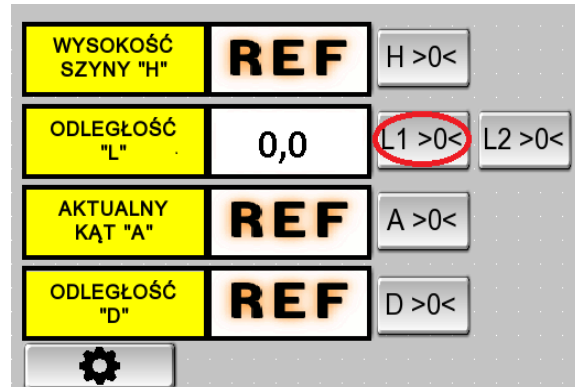 WYSOKOŚĆ
SZYNY "H"
REF
H >0<
ODLEGŁOŚĆ
"L"
0,0
L1 >0<
L2 >0<
AKTUALNY
KĄT "A"
REF
A >0<
ODLEGŁOŚĆ
"D"
REF
D >0<